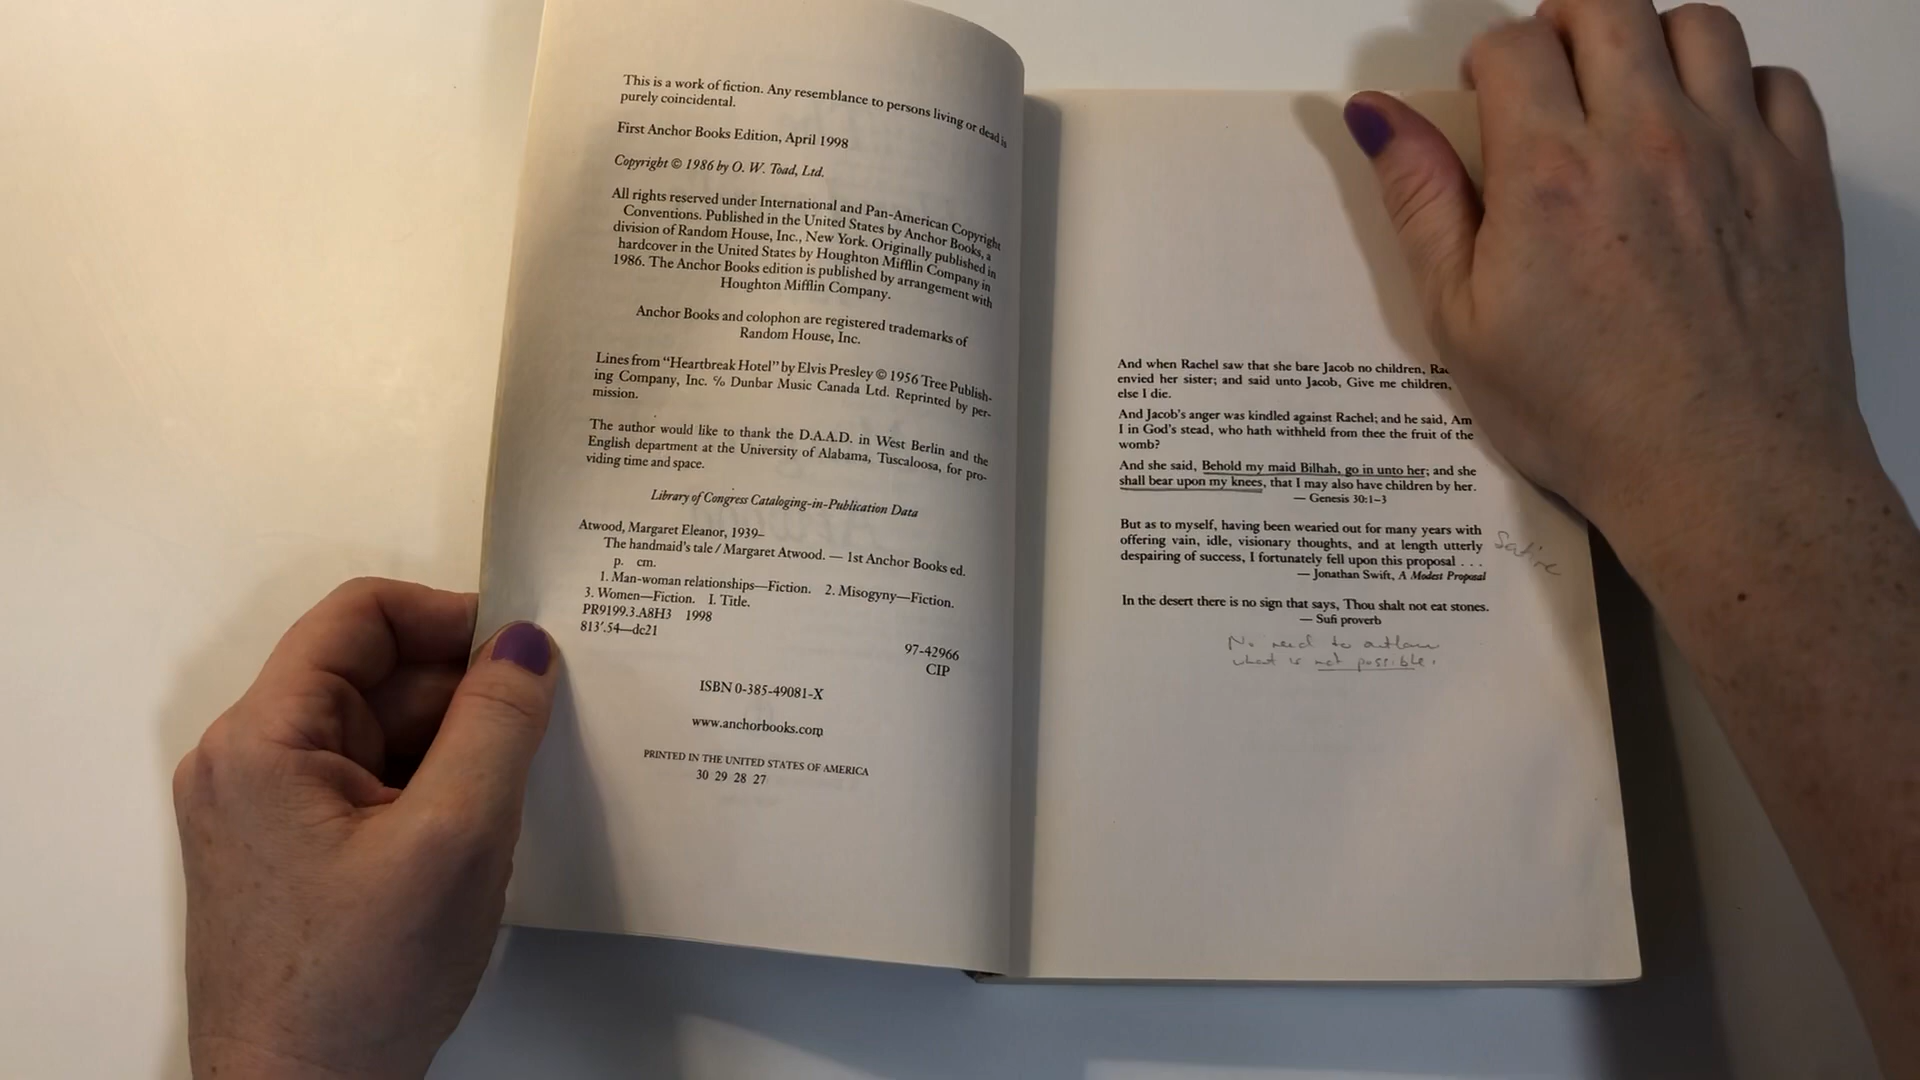 This is a work of fiction. Any resemblance to persons living or dead is
purely coincidental.
First Anchor Books Edition, April 1998
Copyright © 1986 by O. W. Toad, Ltd.
All rights reserved under International and Pan-American Copyright
Conventions. Published in the United States by Anchor Books, a
division of Random House, Inc., New York. Originally published in
hardcover in the United States by Houghton Mifflin Company in
1986. The Anchor Books edition is published by arrangement with
Houghton Mifflin Company.
Anchor Books and colophon are registered trademarks of
Random House, Inc.
Lines from “Heartbreak Hotel” by Elvis Presley © 1956 Tree Publish-
ing Company, Inc. ℅ Dunbar Music Canada Ltd. Reprinted by per-
mission.
The author would like to thank the D.A.A.D. in West Berlin and the
English department at the University of Alabama, Tuscaloosa, for pro-
viding time and space.
Library of Congress Cataloging-in-Publication Data
Atwood, Margaret Eleanor, 1939–
The handmaid's tale / Margaret Atwood. — 1st Anchor Books ed.
p. cm.
1. Man-woman relationships—Fiction. 2. Misogyny—Fiction.
3. Women—Fiction. I. Title.
PR9199.3.A8H3 1998
813'.54—dc21
97-42966
CIP
ISBN 0-385-49081-X
www.anchorbooks.com
PRINTED IN THE UNITED STATES OF AMERICA
30 29 28 27
And when Rachel saw that she bare Jacob no children,
envied her sister; and said unto Jacob, Give me children,
else I die.
And Jacob's anger was kindled against Rachel; and he said, Am
I in God's stead, who hath withheld from thee the fruit of the
womb?
And she said, Behold my maid Bilhah, go in unto her; and she
shall bear upon my knees, that I may also have children by her.
— Genesis 30:1–3
But as to myself, having been wearied out for many years with
offering vain, idle, visionary thoughts, and at length utterly
despairing of success, I fortunately fell upon this proposal . . .
— Jonathan Swift, A Modest Proposal
Satire
In the desert there is no sign that says, Thou shalt not eat stones.
— Sufi proverb
No need to outlaw
what is not possible.